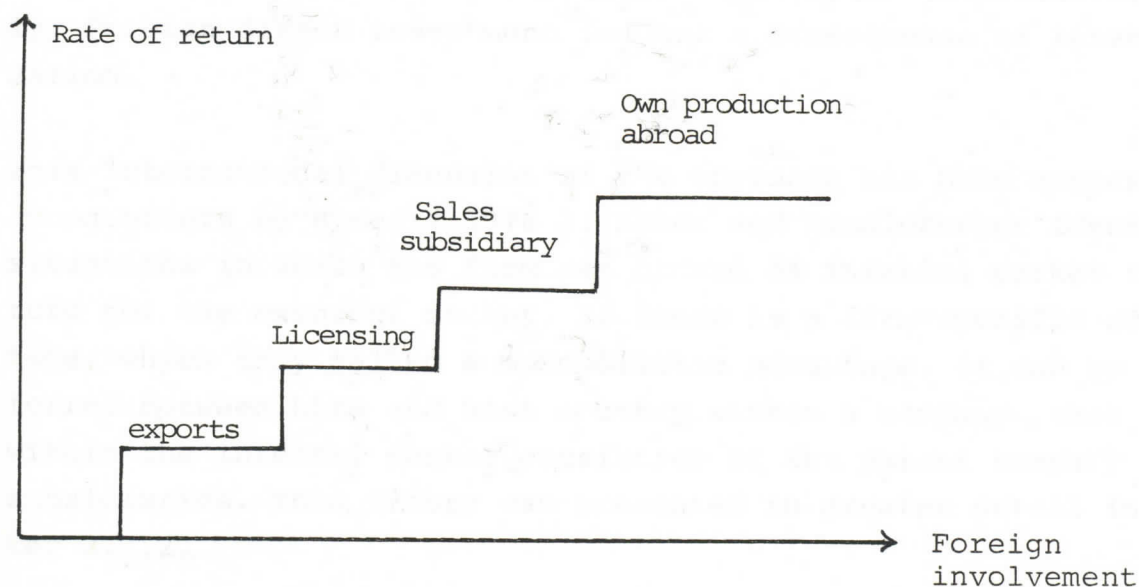 Rate of return
Own production
abroad
Sales
subsidiary
Licensing
exports
Foreign
involvement